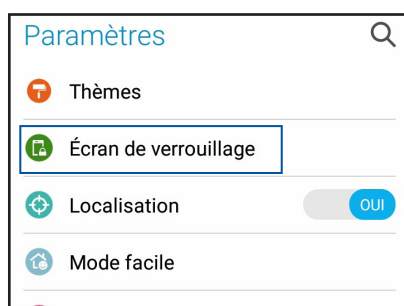 Paramètres
Thèmes
Écran de verrouillage
Localisation OUI
Mode facile